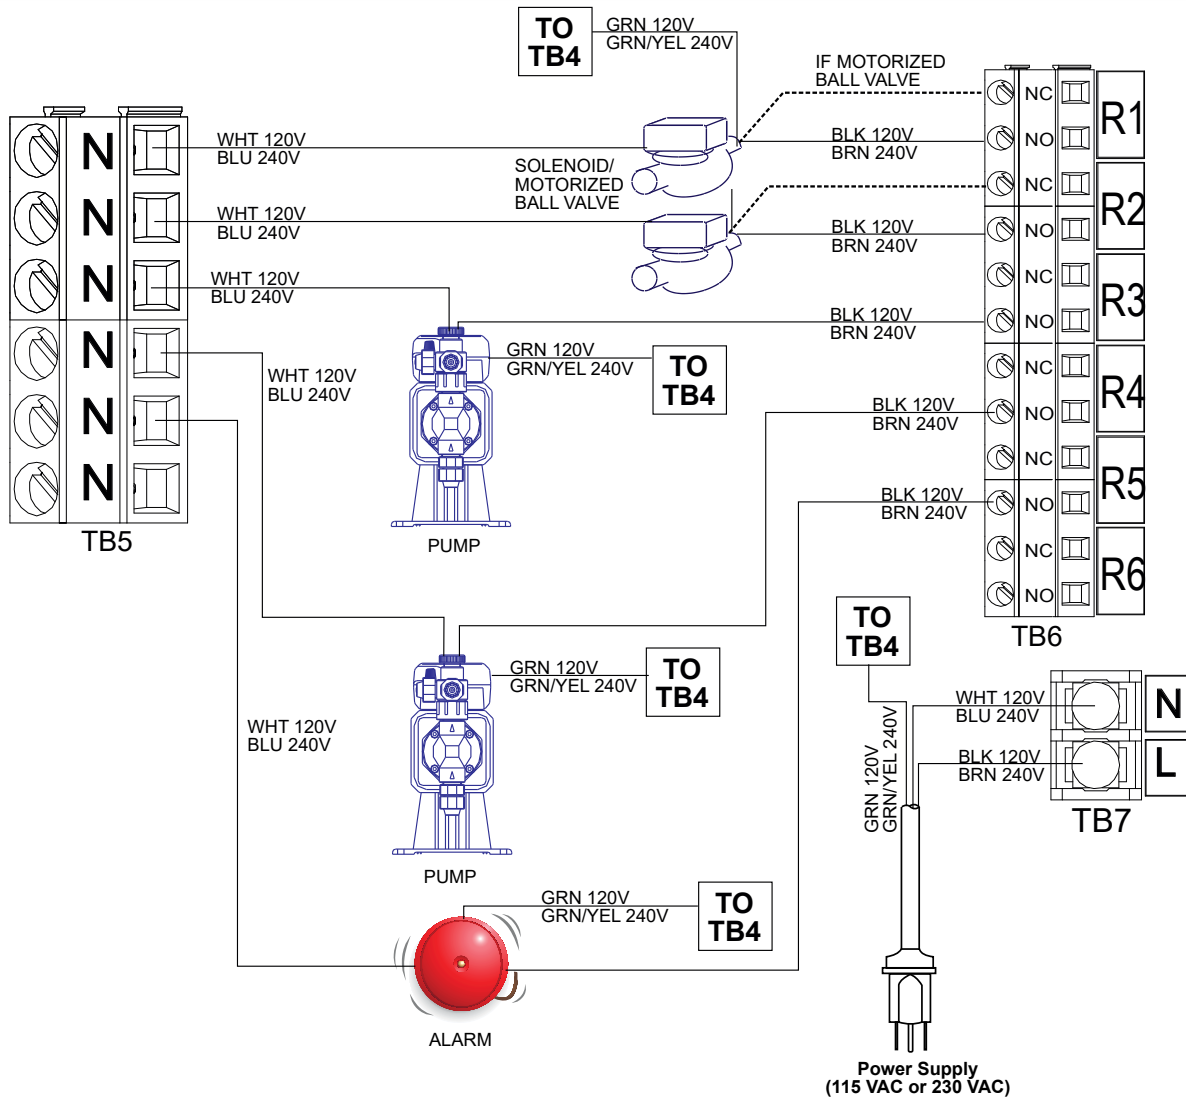 TO
TB4
GRN 120V
GRN/YEL 240V
IF MOTORIZED
BALL VALVE
N
N
N
N
N
N
TB5
WHT 120V
BLU 240V
WHT 120V
BLU 240V
WHT 120V
BLU 240V
WHT 120V
BLU 240V
WHT 120V
BLU 240V
SOLENOID/
MOTORIZED
BALL VALVE
BLK 120V
BRN 240V
BLK 120V
BRN 240V
BLK 120V
BRN 240V
BLK 120V
BRN 240V
BLK 120V
BRN 240V
NC
NO
NC
NO
NC
NO
NC
NO
NC
NO
NC
NO
R1
R2
R3
R4
R5
R6
TB6
GRN 120V
GRN/YEL 240V
TO
TB4
PUMP
GRN 120V
GRN/YEL 240V
TO
TB4
PUMP
GRN 120V
GRN/YEL 240V
TO
TB4
ALARM
TO
TB4
GRN 120V
GRN/YEL 240V
WHT 120V
BLU 240V
BLK 120V
BRN 240V
N
L
TB7
Power Supply
(115 VAC or 230 VAC)